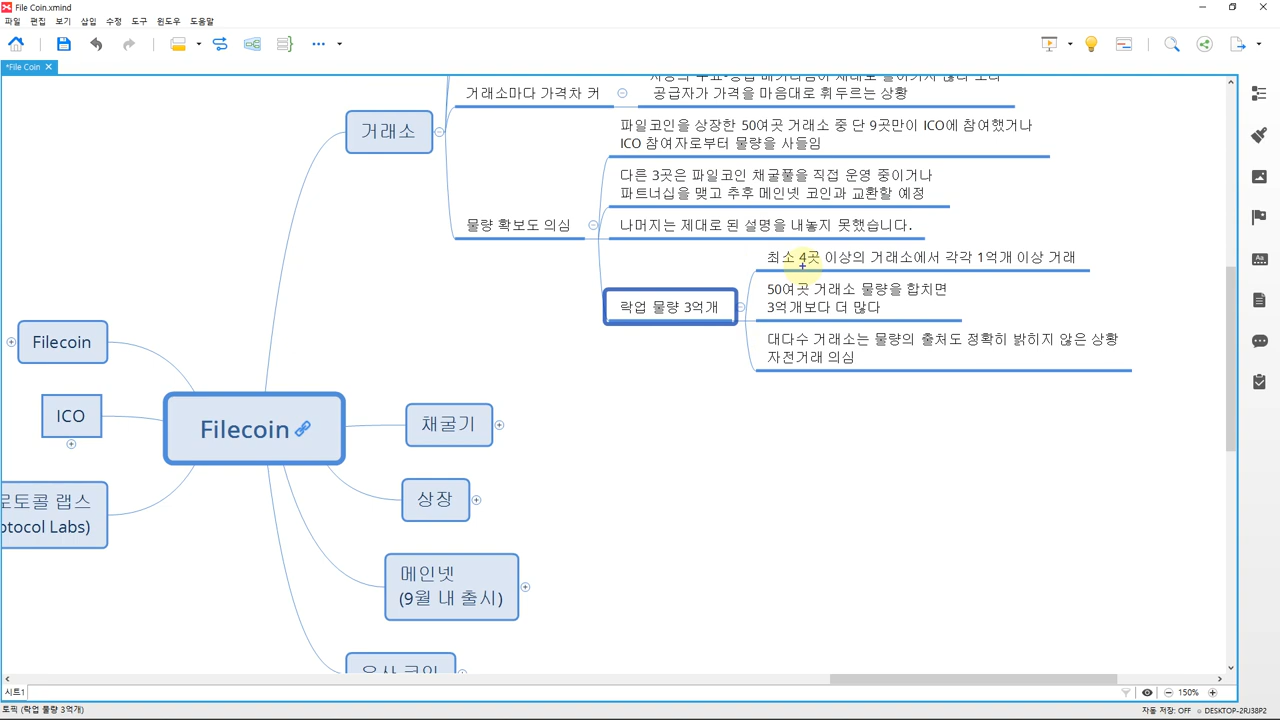 File Coin.xmind
파일 편집 보기 삽입 수정 도구 윈도우 도움말
*File Coin
거래소마다 가격차 커
공급자가 가격을 마음대로 휘두르는 상황
거래소
파일코인을 상장한 50여곳 거래소 중 단 9곳만이 ICO에 참여했거나
ICO 참여자로부터 물량을 사들임
다른 3곳은 파일코인 채굴풀을 직접 운영 중이거나
파트너십을 맺고 추후 메인넷 코인과 교환할 예정
물량 확보도 의심
나머지는 제대로 된 설명을 내놓지 못했습니다.
최소 4곳 이상의 거래소에서 각각 1억개 이상 거래
락업 물량 3억개
50여곳 거래소 물량을 합치면
3억개보다 더 많다
대다수 거래소는 물량의 출처도 정확히 밝히지 않은 상황
자전거래 의심
Filecoin
ICO
Filecoin
채굴기
로토콜 랩스
otocol Labs)
상장
메인넷
(9월 내 출시)
유사 코인
시트1
150%
토픽 (락업 물량 3억개)
자동 저장: OFF
DESKTOP-2RJ38P2